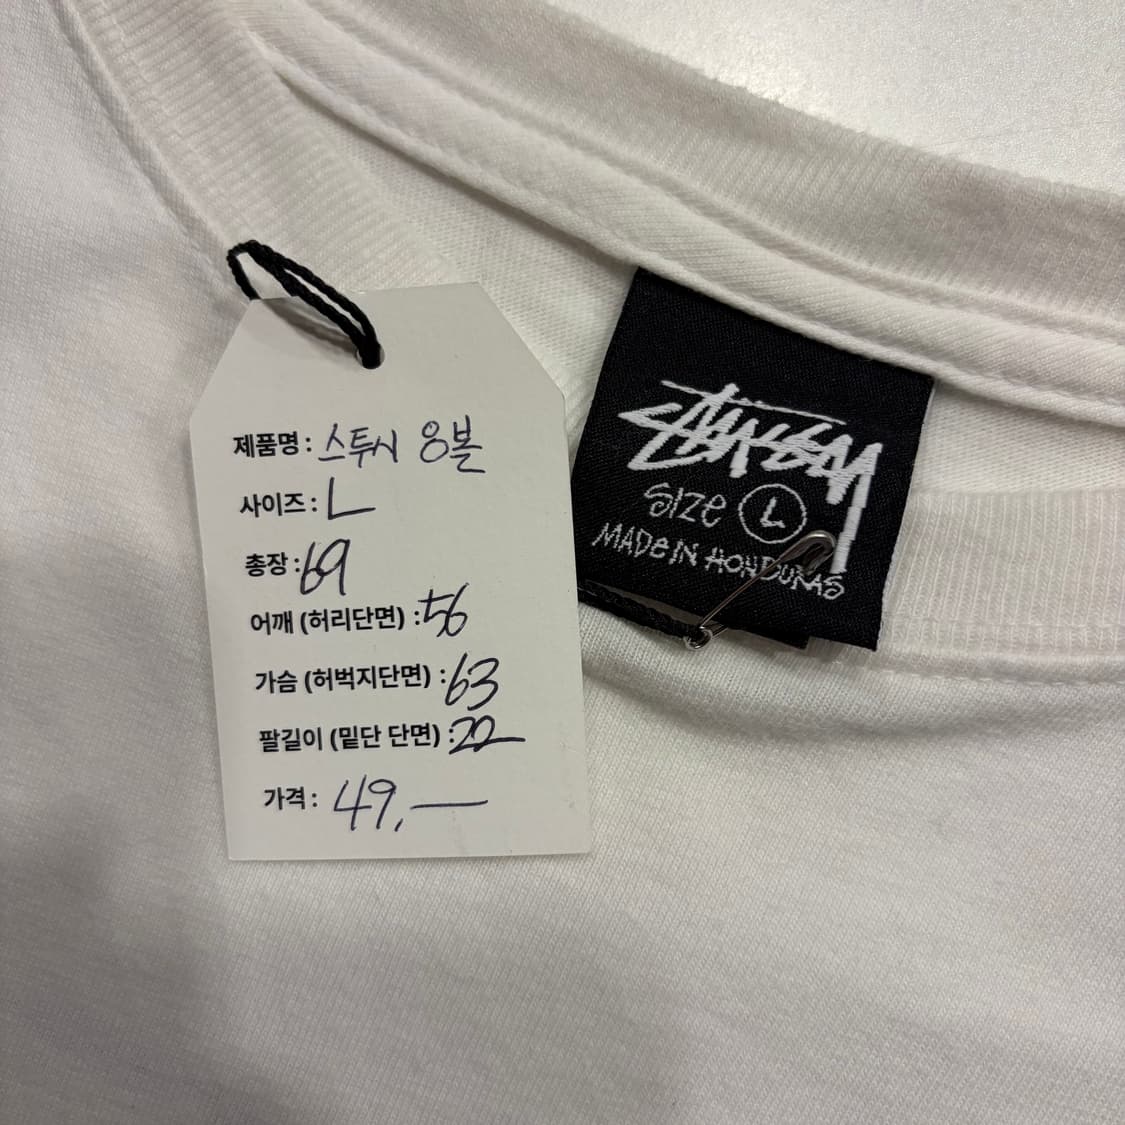 제품명 : 스투시 응볼
사이즈 : L
총장 : 69
어깨 (허리단면) : 56
가슴 (허벅지단면) : 63
팔길이 (밑단 단면) : 22
가격 : 49,—
STÜSSY
SIZE L
MADE IN HONDURAS